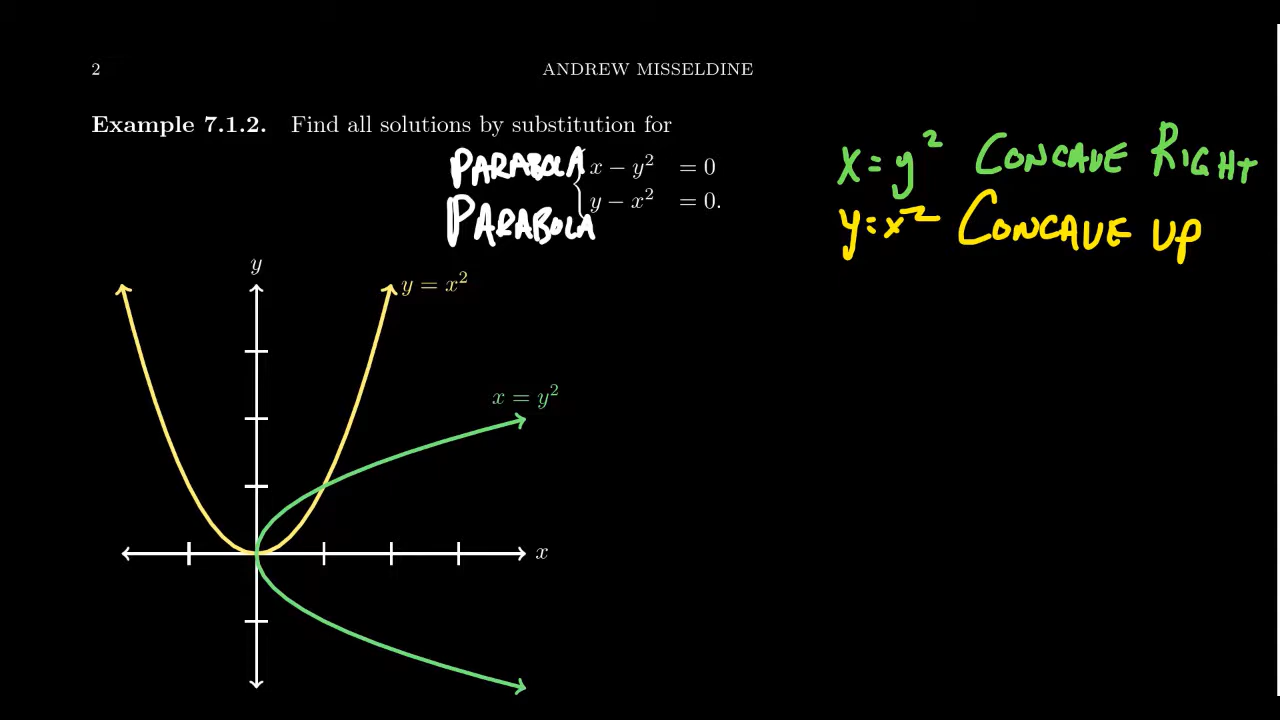 2 ANDREW MISSELDINE
Example 7.1.2. Find all solutions by substitution for
PARABOLA x − y² = 0
PARABOLA y − x² = 0.
x = y² CONCAVE RIGHT
y = x² CONCAVE UP
y
y = x²
x = y²
x